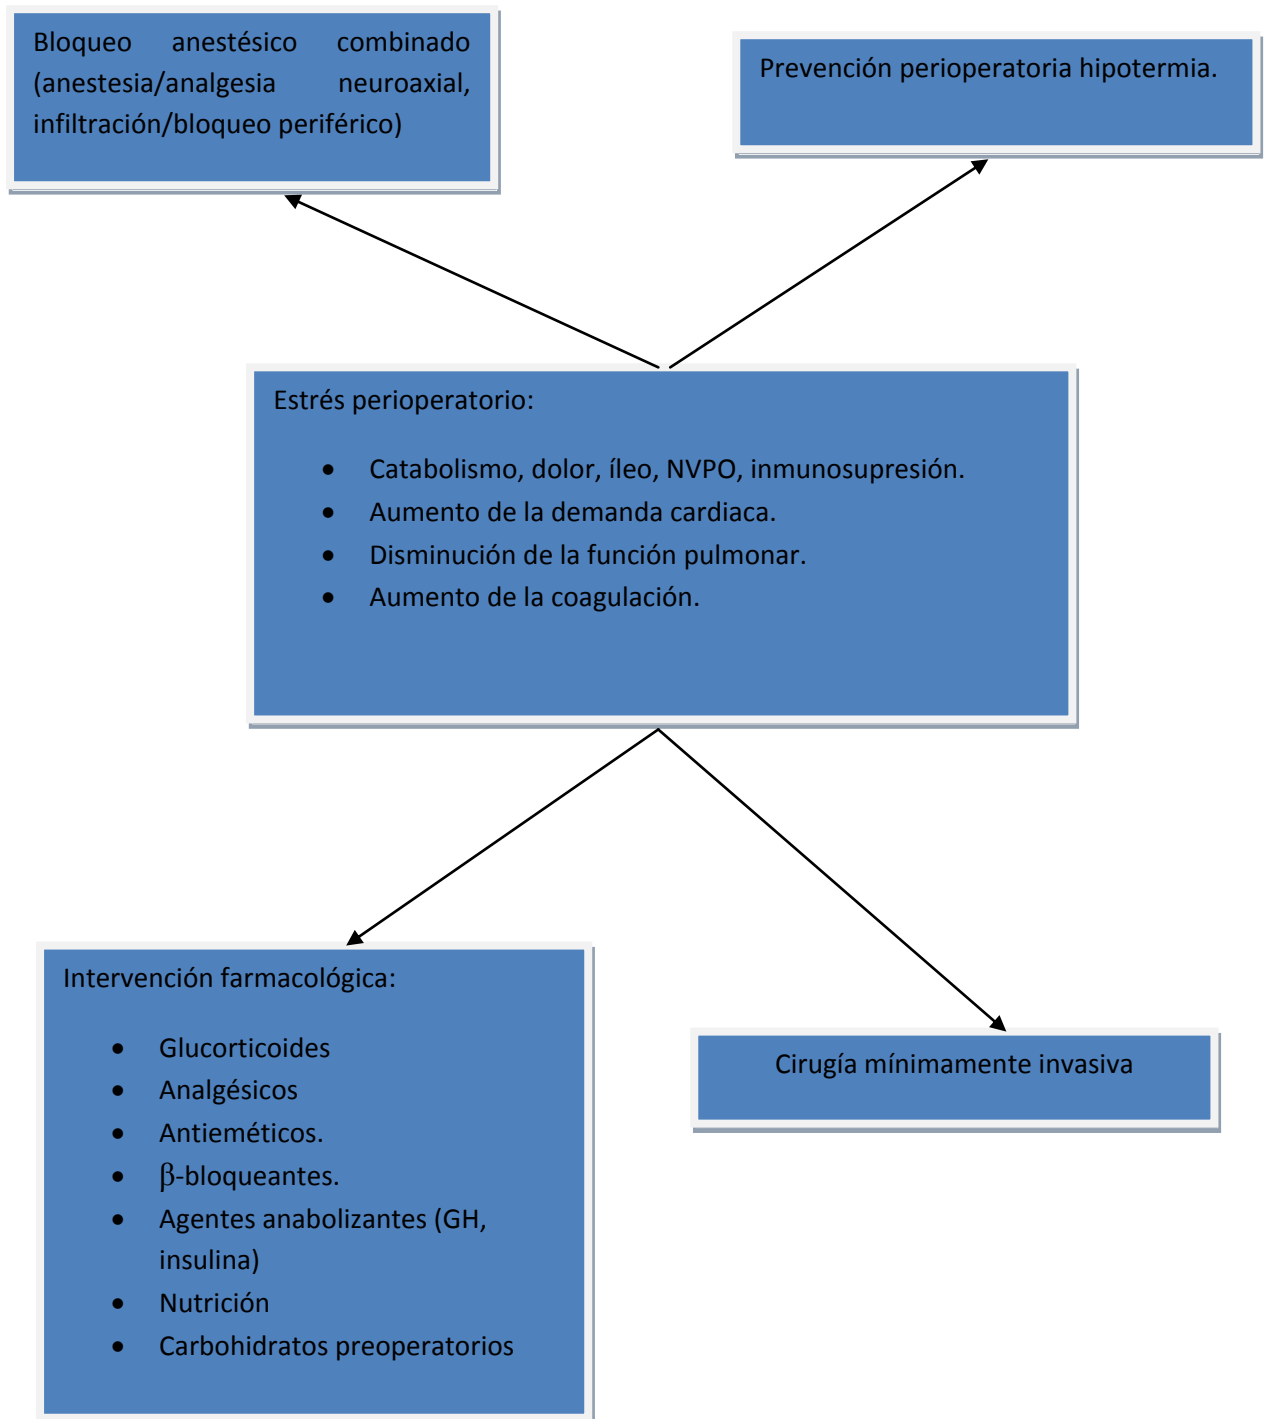 Bloqueo anestésico combinado
(anestesia/analgesia neuroaxial,
infiltración/bloqueo periférico)
Prevención perioperatoria hipotermia.
Estrés perioperatorio:
• Catabolismo, dolor, íleo, NVPO, inmunosupresión.
• Aumento de la demanda cardiaca.
• Disminución de la función pulmonar.
• Aumento de la coagulación.
Intervención farmacológica:
• Glucorticoides
• Analgésicos
• Antieméticos.
• β-bloqueantes.
• Agentes anabolizantes (GH,
insulina)
• Nutrición
• Carbohidratos preoperatorios
Cirugía mínimamente invasiva